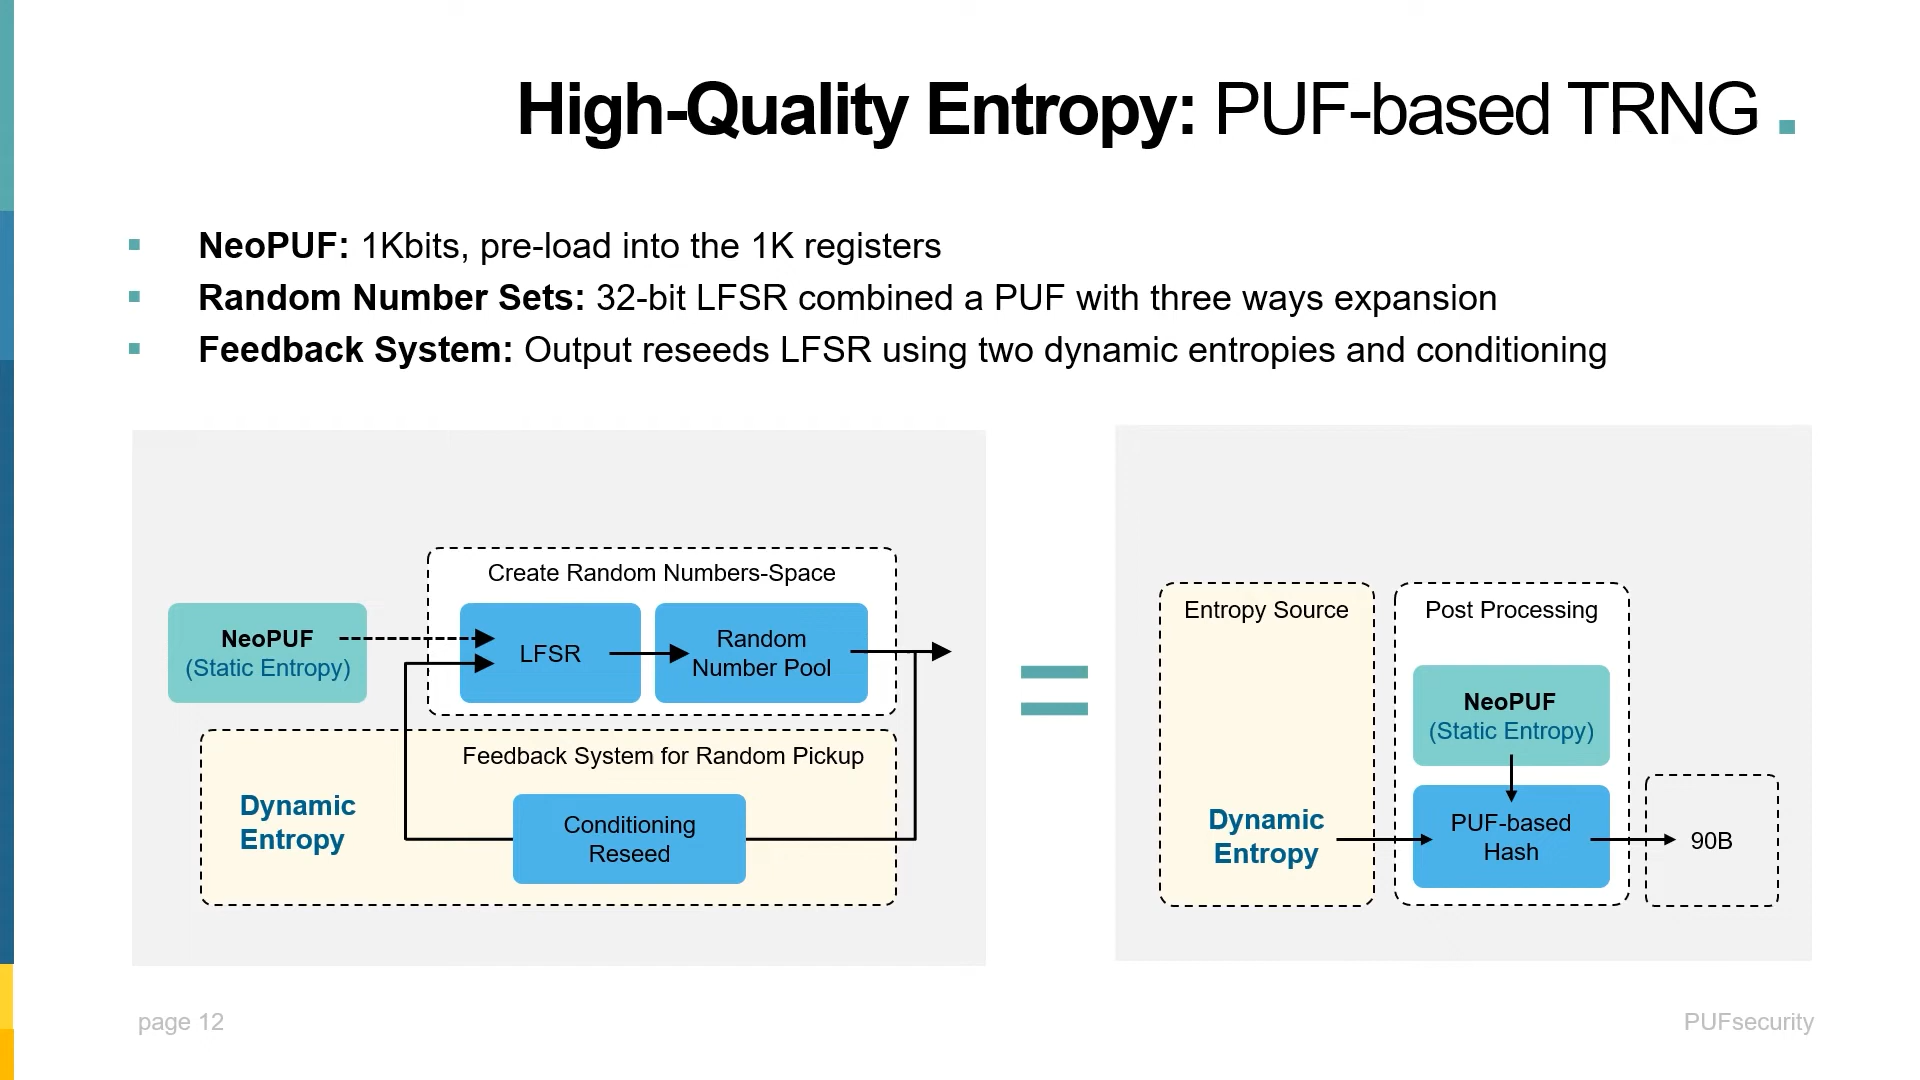 High-Quality Entropy: PUF-based TRNG .
▪ NeoPUF: 1Kbits, pre-load into the 1K registers
▪ Random Number Sets: 32-bit LFSR combined a PUF with three ways expansion
▪ Feedback System: Output reseeds LFSR using two dynamic entropies and conditioning
Create Random Numbers-Space
NeoPUF
(Static Entropy)
LFSR
Random
Number Pool
Feedback System for Random Pickup
Dynamic
Entropy
Conditioning
Reseed
=
Entropy Source
Dynamic
Entropy
Post Processing
NeoPUF
(Static Entropy)
PUF-based
Hash
90B
page 12
PUFsecurity